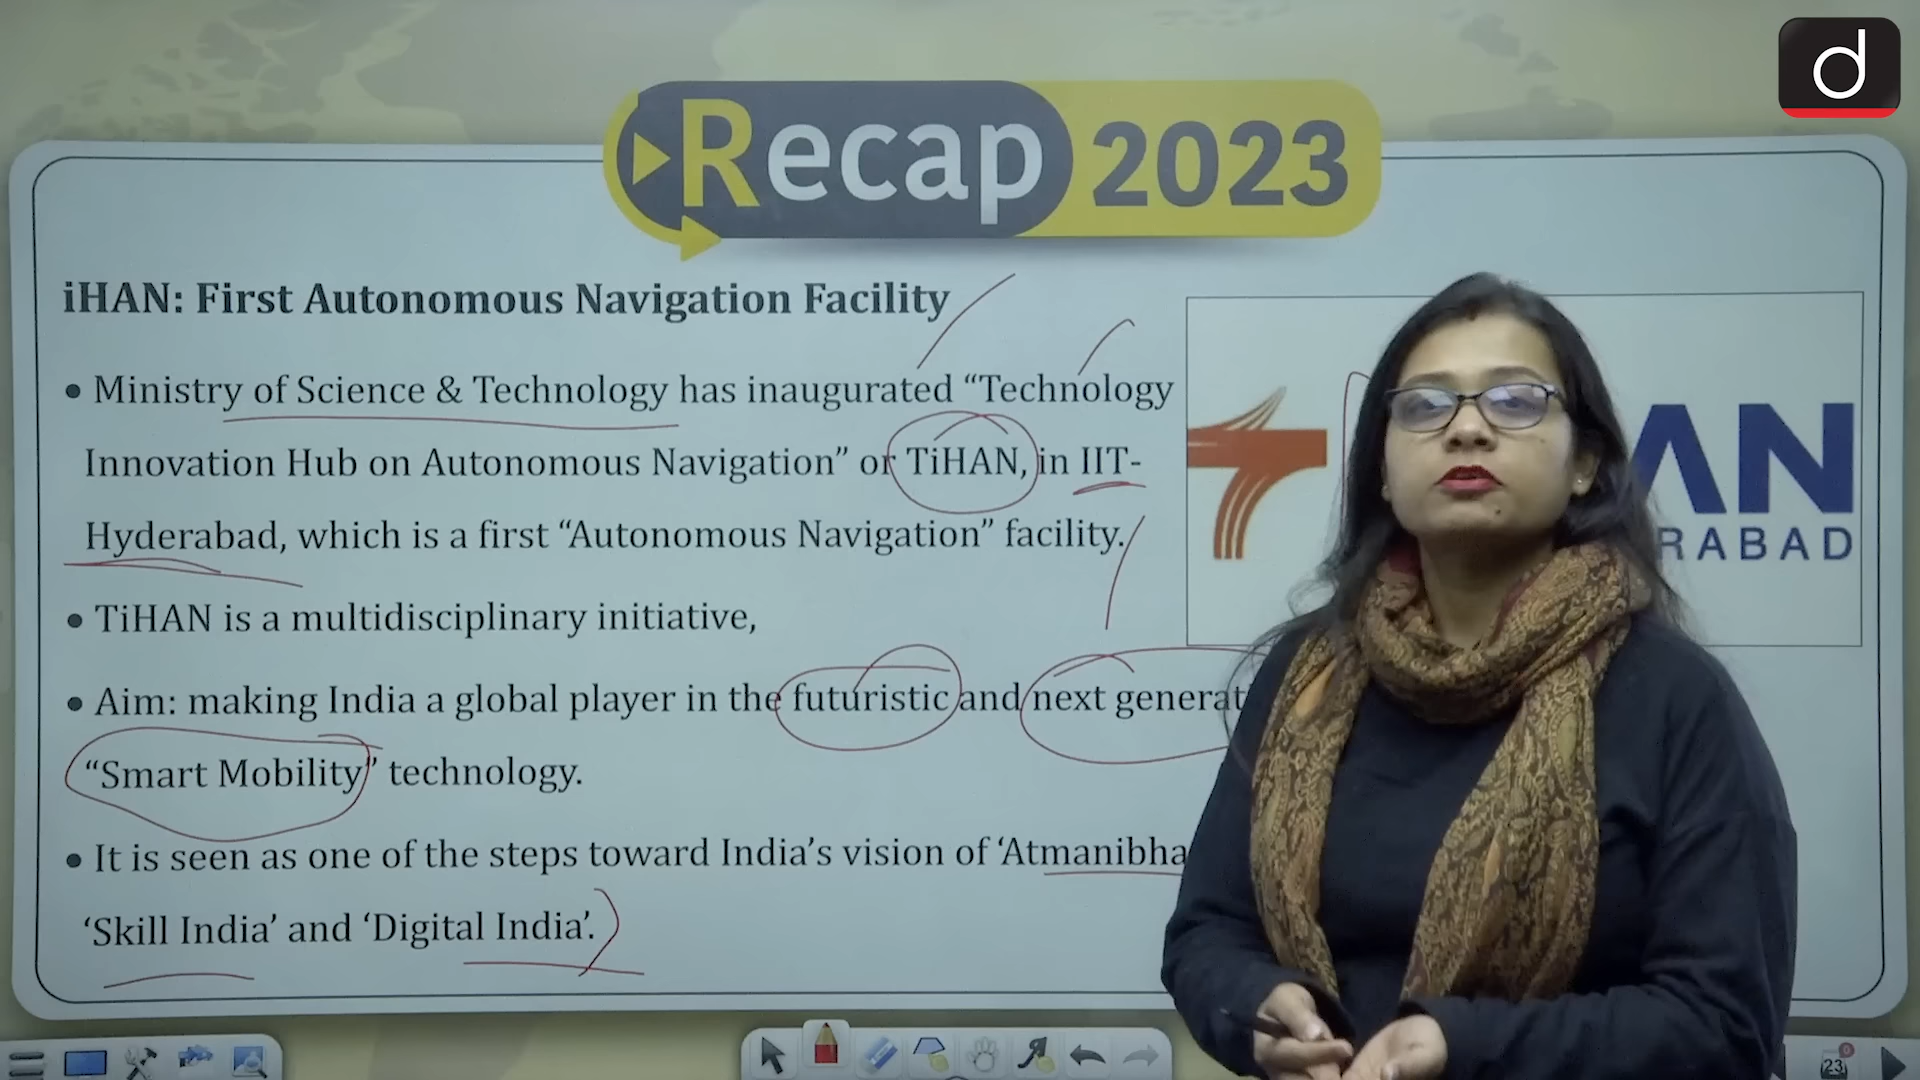 d
Recap 2023
iHAN: First Autonomous Navigation Facility
• Ministry of Science & Technology has inaugurated “Technology
Innovation Hub on Autonomous Navigation” or TiHAN, in IIT-
Hyderabad, which is a first “Autonomous Navigation” facility.
• TiHAN is a multidisciplinary initiative,
• Aim: making India a global player in the futuristic and next generat
“Smart Mobility” technology.
• It is seen as one of the steps toward India’s vision of ‘Atmanibha
‘Skill India’ and ‘Digital India’.
AN
RABAD
23